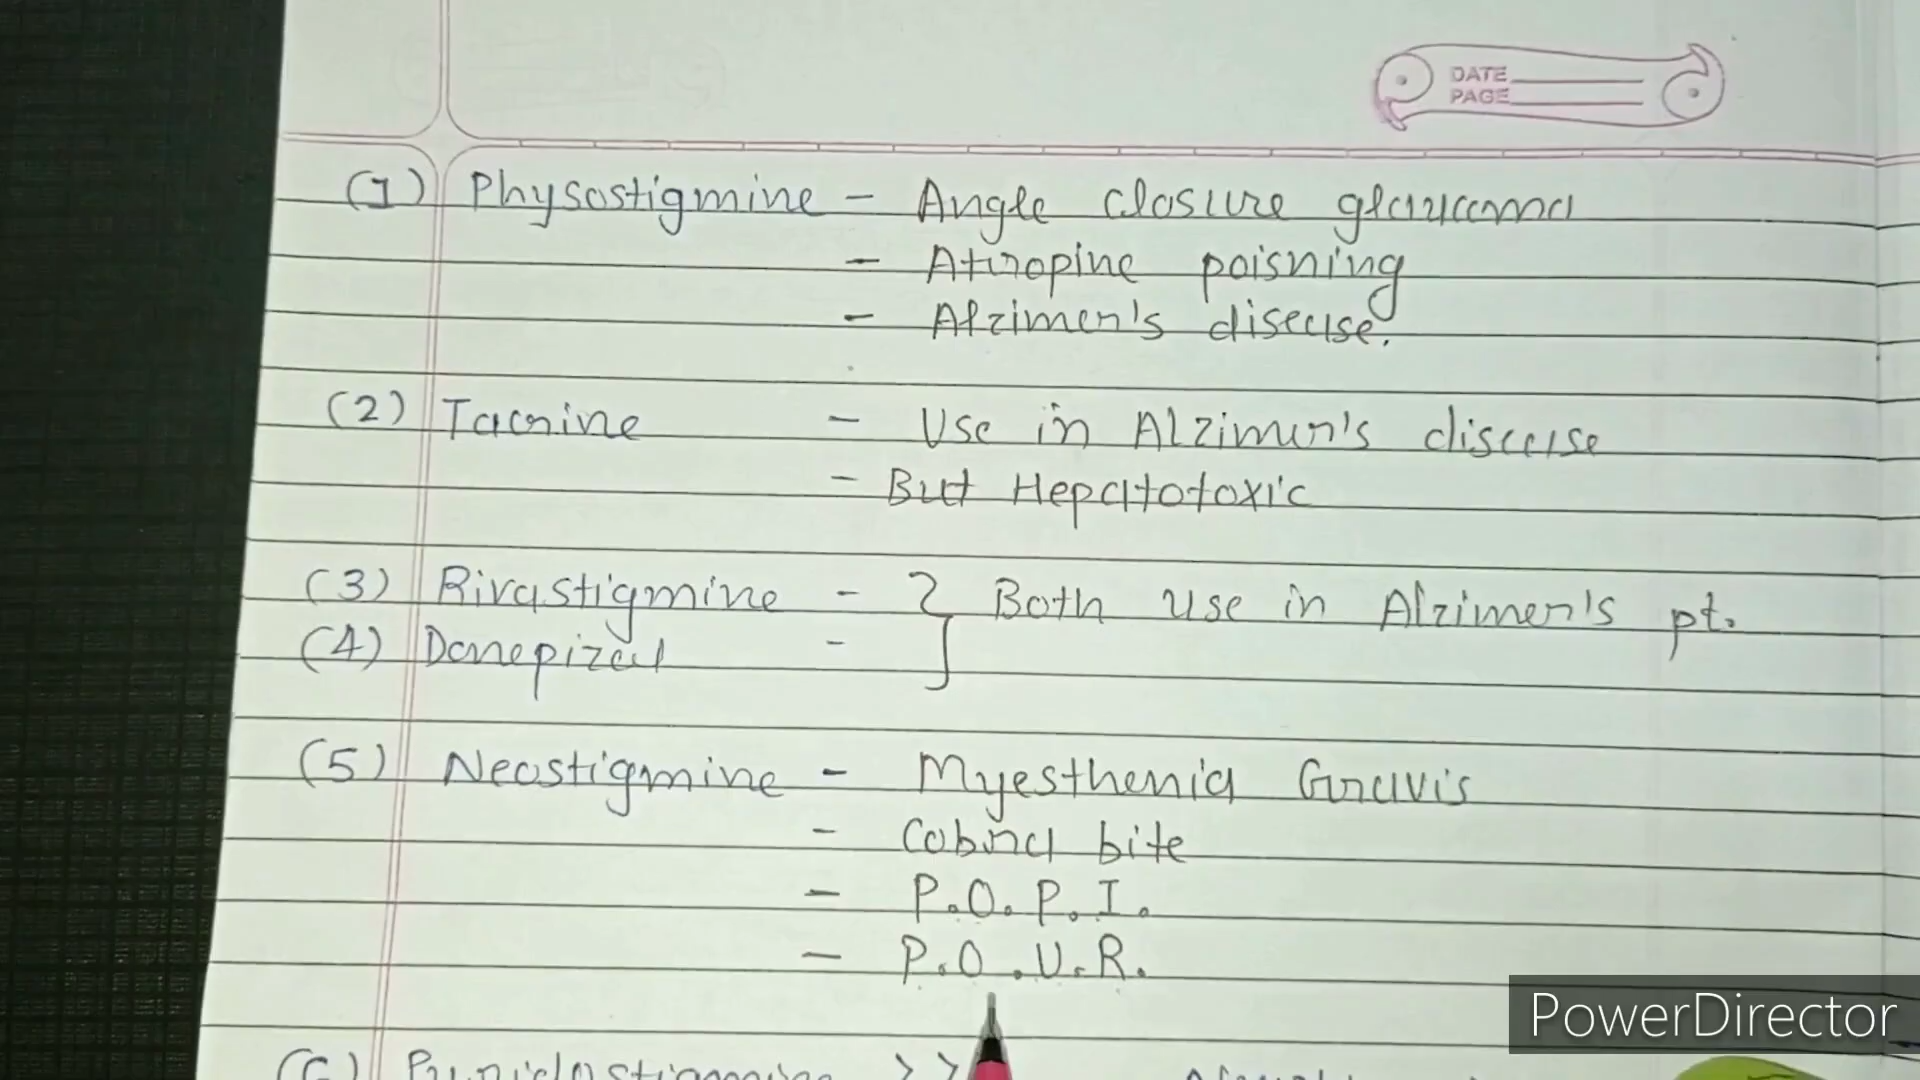 DATE
PAGE
(1) Physostigmine - Angle closure glaucoma
- Atropine poisning
- Alzimer's disease.
(2) Tacrine - Use in Alzimer's disease
- But Hepatotoxic
(3) Rivastigmine - } Both Use in Alzimer's pt.
(4) Donepizal -
(5) Neostigmine - Myesthenia Gravis
- Cobra bite
- P.O.P.I.
- P.O.U.R.
PowerDirector